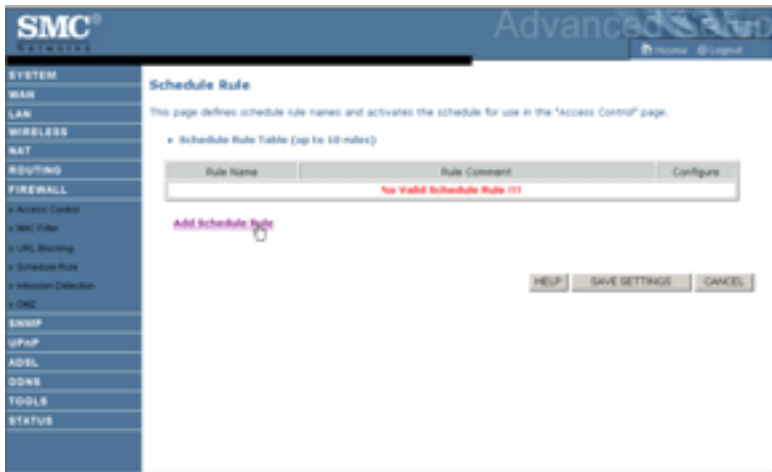 SMC®
Networks
Advanced Setup
Home Logout
SYSTEM
WAN
LAN
WIRELESS
NAT
ROUTING
FIREWALL
» Access Control
» MAC Filter
» URL Blocking
» Schedule Rule
» Intrusion Detection
» DMZ
SNMP
UPnP
ADSL
DDNS
TOOLS
STATUS
Schedule Rule
This page defines schedule rule names and activates the schedule for use in the "Access Control" page.
Schedule Rule Table (up to 10 rules)
Rule Name Rule Comment Configure
No Valid Schedule Rule !!!
Add Schedule Rule
HELP SAVE SETTINGS CANCEL